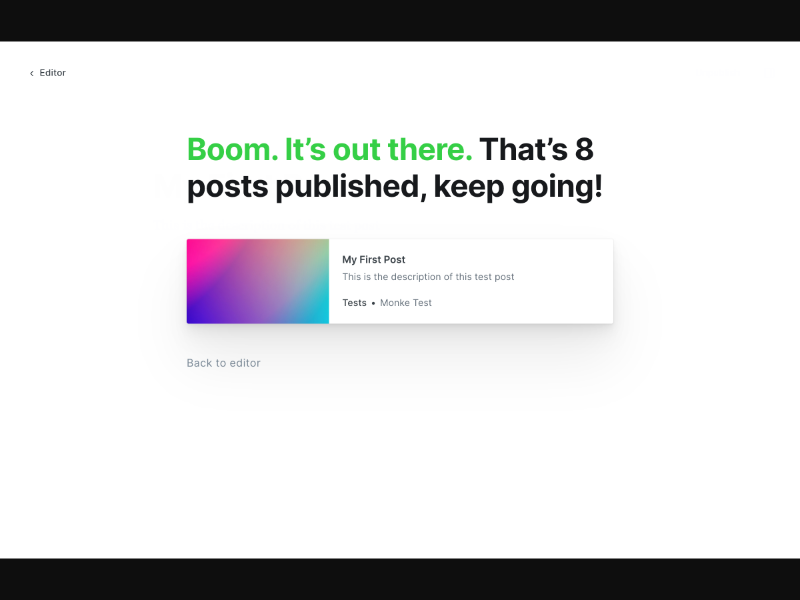 ‹ Editor
Boom. It’s out there. That’s 8
posts published, keep going!
My First Post
This is the description of this test post
Tests • Monke Test
Back to editor